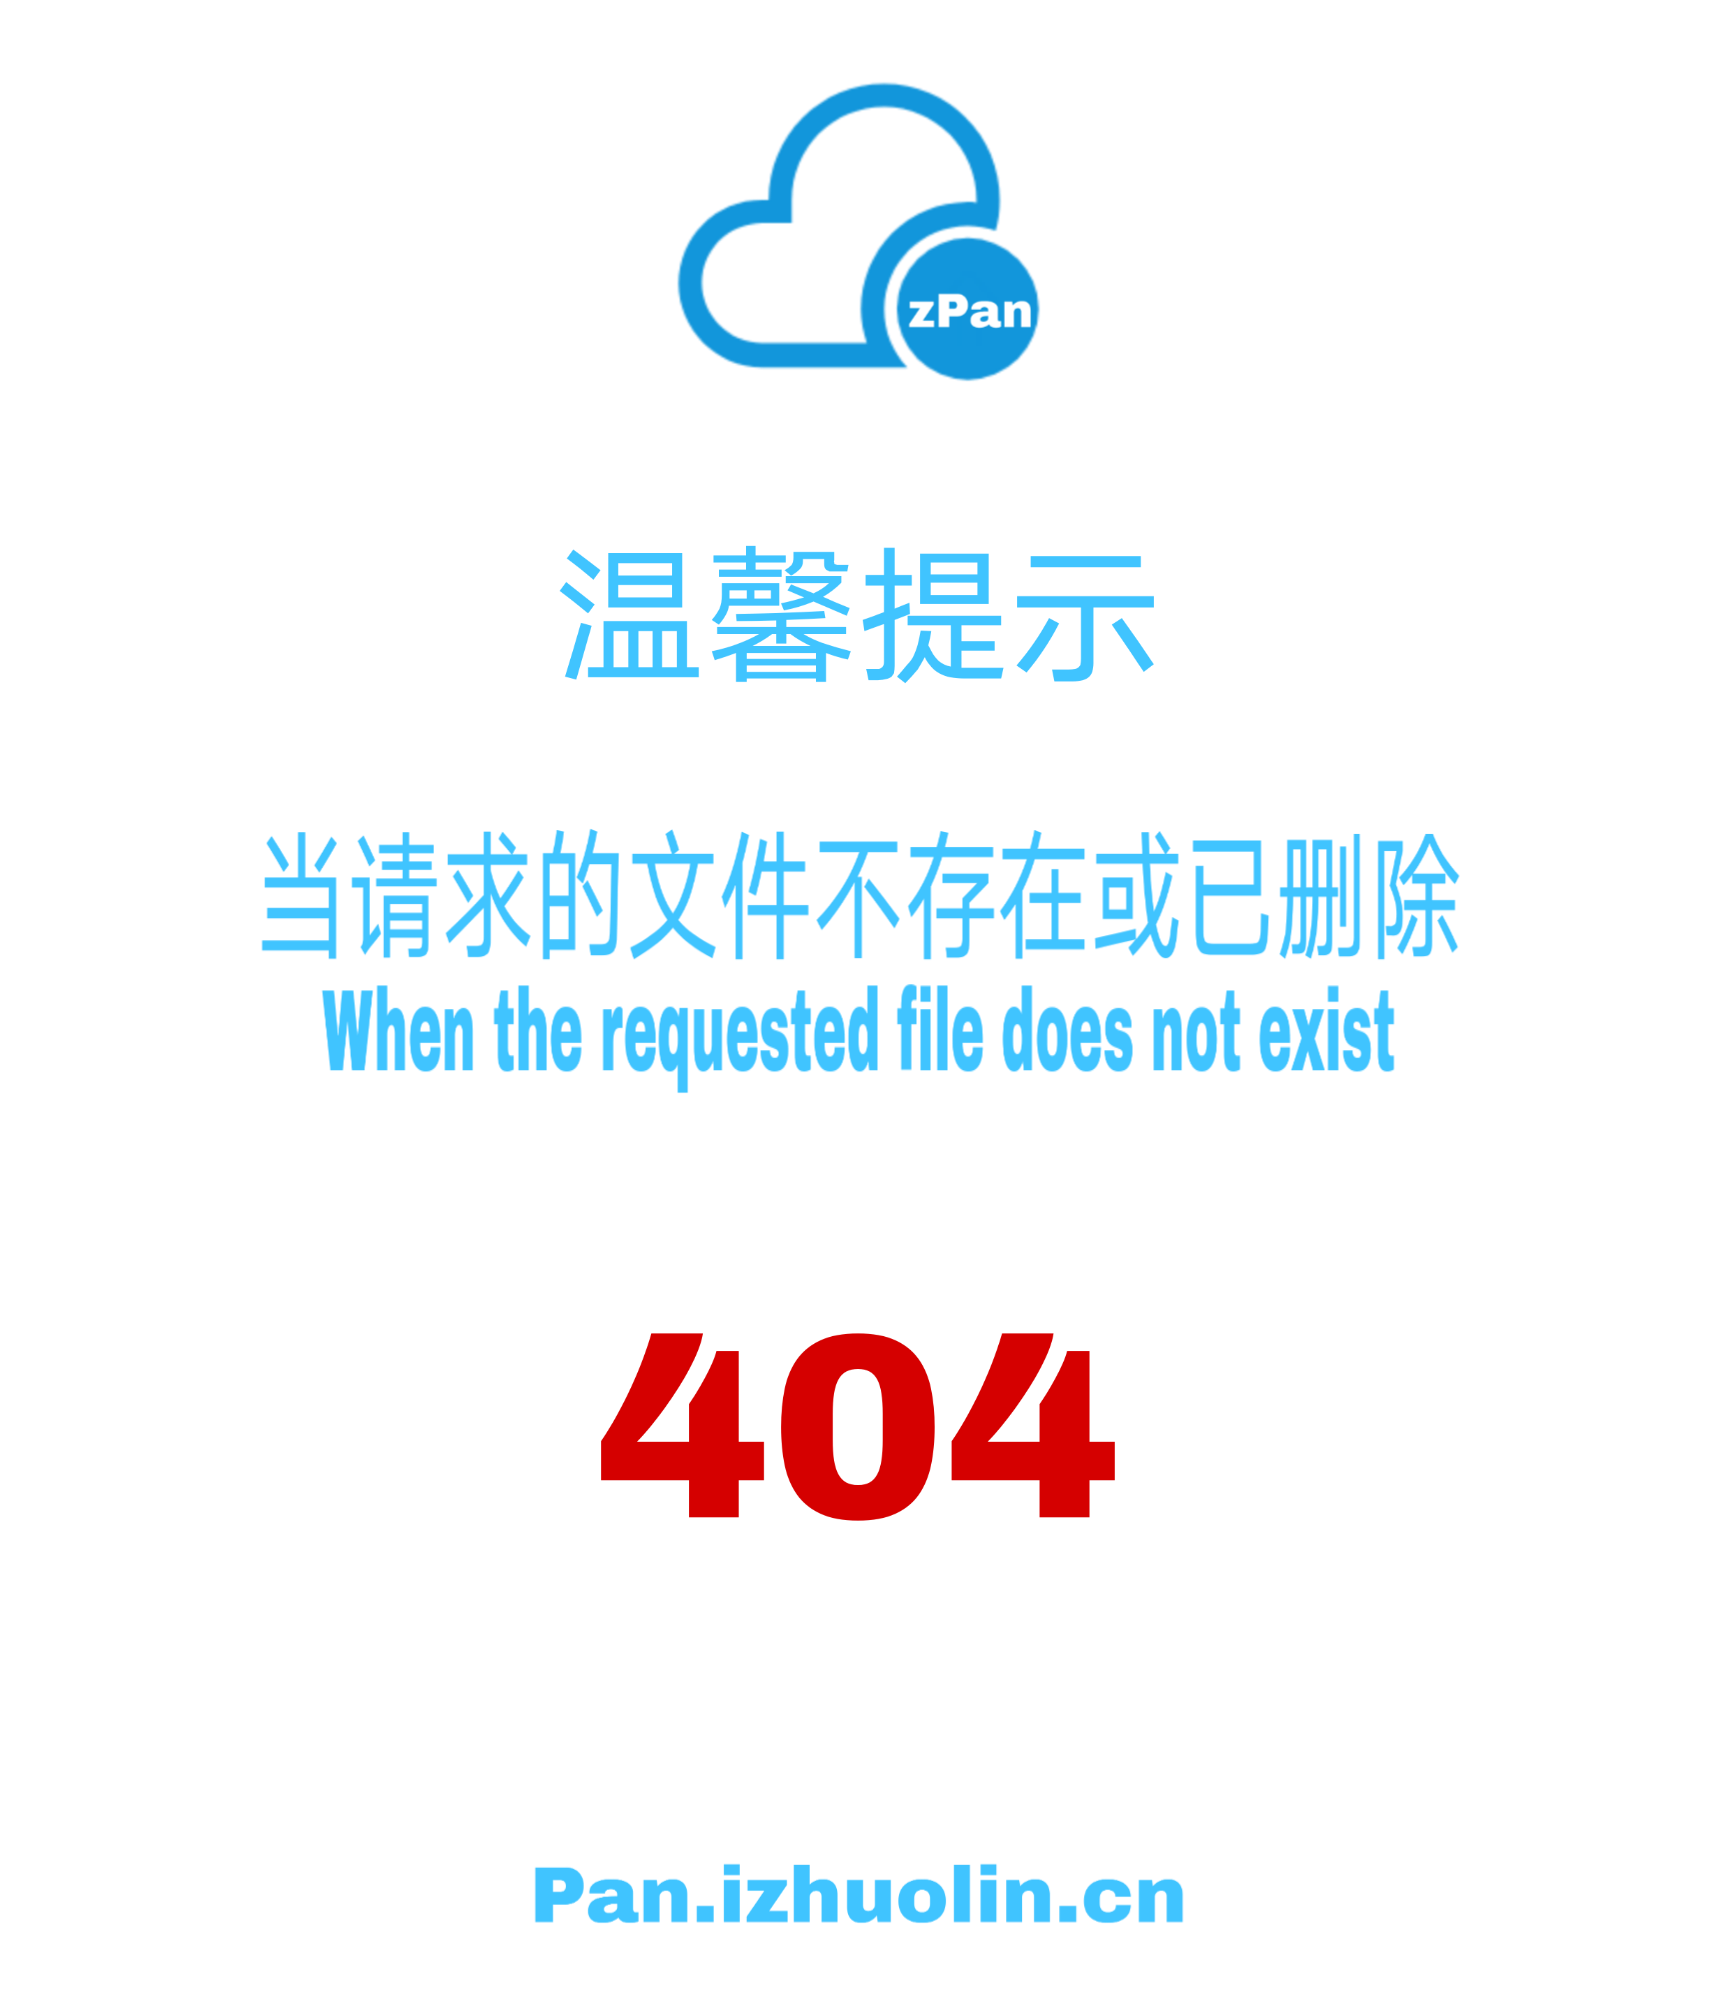 zPan
温馨提示
当请求的文件不存在或已删除
When the requested file does not exist
404
Pan.izhuolin.cn